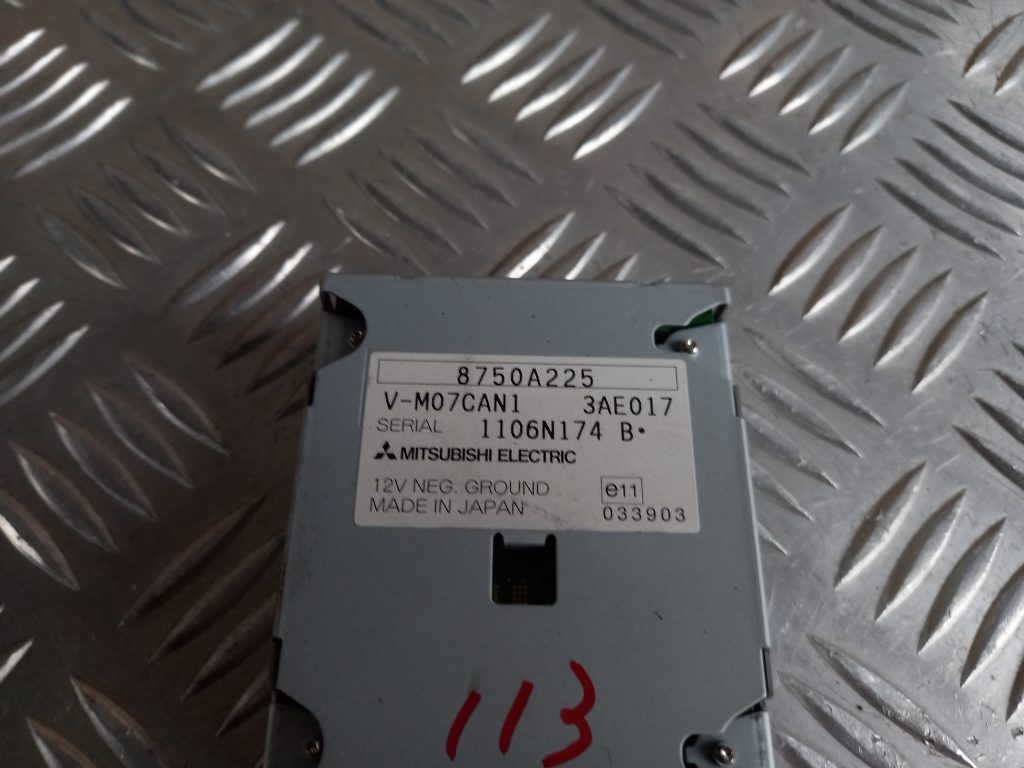 8750A225
V-M07CAN1 3AE017
SERIAL 1106N174 B•
MITSUBISHI ELECTRIC
12V NEG. GROUND e11
MADE IN JAPAN 033903
113